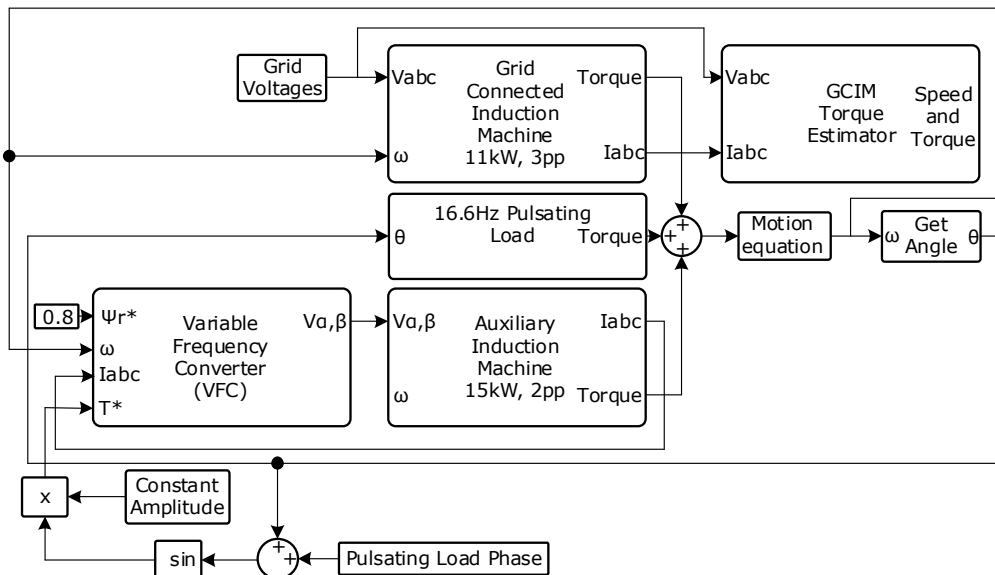 Grid
Voltages
Vabc
ω
Grid
Connected
Induction
Machine
11kW, 3pp
Torque
Iabc
Vabc
Iabc
GCIM
Torque
Estimator
Speed
and
Torque
θ
16.6Hz Pulsating
Load
Torque
+
+
+
Motion
equation
ω
Get
Angle
θ
0.8
Ψr*
ω
Iabc
T*
Variable
Frequency
Converter
(VFC)
Vα,β
Vα,β
ω
Auxiliary
Induction
Machine
15kW, 2pp
Iabc
Torque
x
Constant
Amplitude
sin
+
+
Pulsating Load Phase